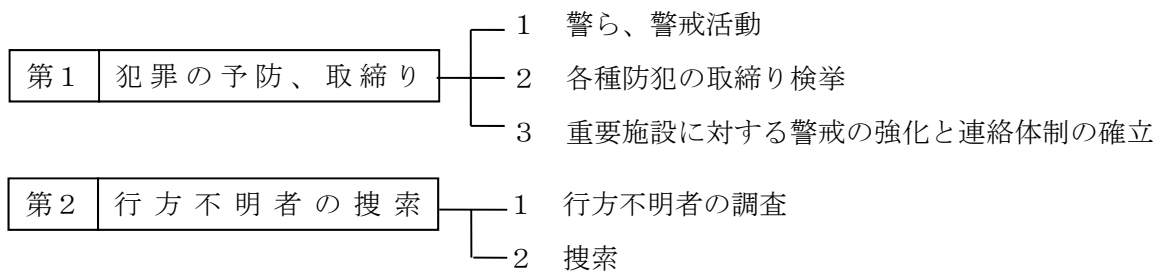 1 警ら、警戒活動
第1 犯罪の予防、取締り
2 各種防犯の取締り検挙
3 重要施設に対する警戒の強化と連絡体制の確立
第2 行方不明者の捜索
1 行方不明者の調査
2 捜索